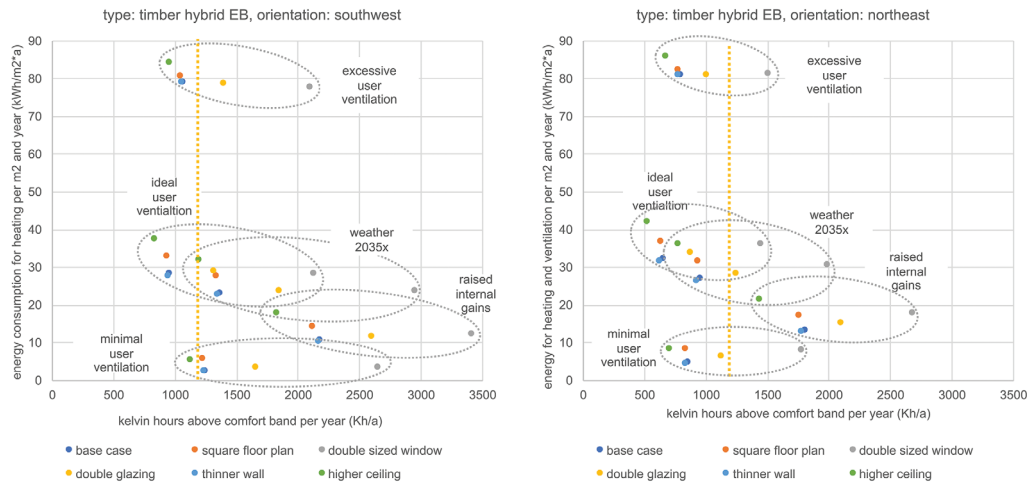 type: timber hybrid EB, orientation: southwest
energy consumption for heating per m2 and year (kWh/m2*a)
90
80
70
60
50
40
30
20
10
0
excessive
user
ventilation
ideal
user
ventialtion
weather
2035x
raised
internal
gains
minimal
user
ventilation
0
500
1000
1500
2000
2500
3000
3500
kelvin hours above comfort band per year (Kh/a)
base case
square floor plan
double sized window
double glazing
thinner wall
higher ceiling
type: timber hybrid EB, orientation: northeast
energy for heating and ventilation per m2 and year (kWh/m2*a)
90
80
70
60
50
40
30
20
10
0
excessive
user
ventilation
ideal
user
ventialtion
weather
2035x
raised
internal
gains
minimal
user
ventilation
0
500
1000
1500
2000
2500
3000
3500
kelvin hours above comfort band per year (Kh/a)
base case
square floor plan
double sized window
double glazing
thinner wall
higher ceiling